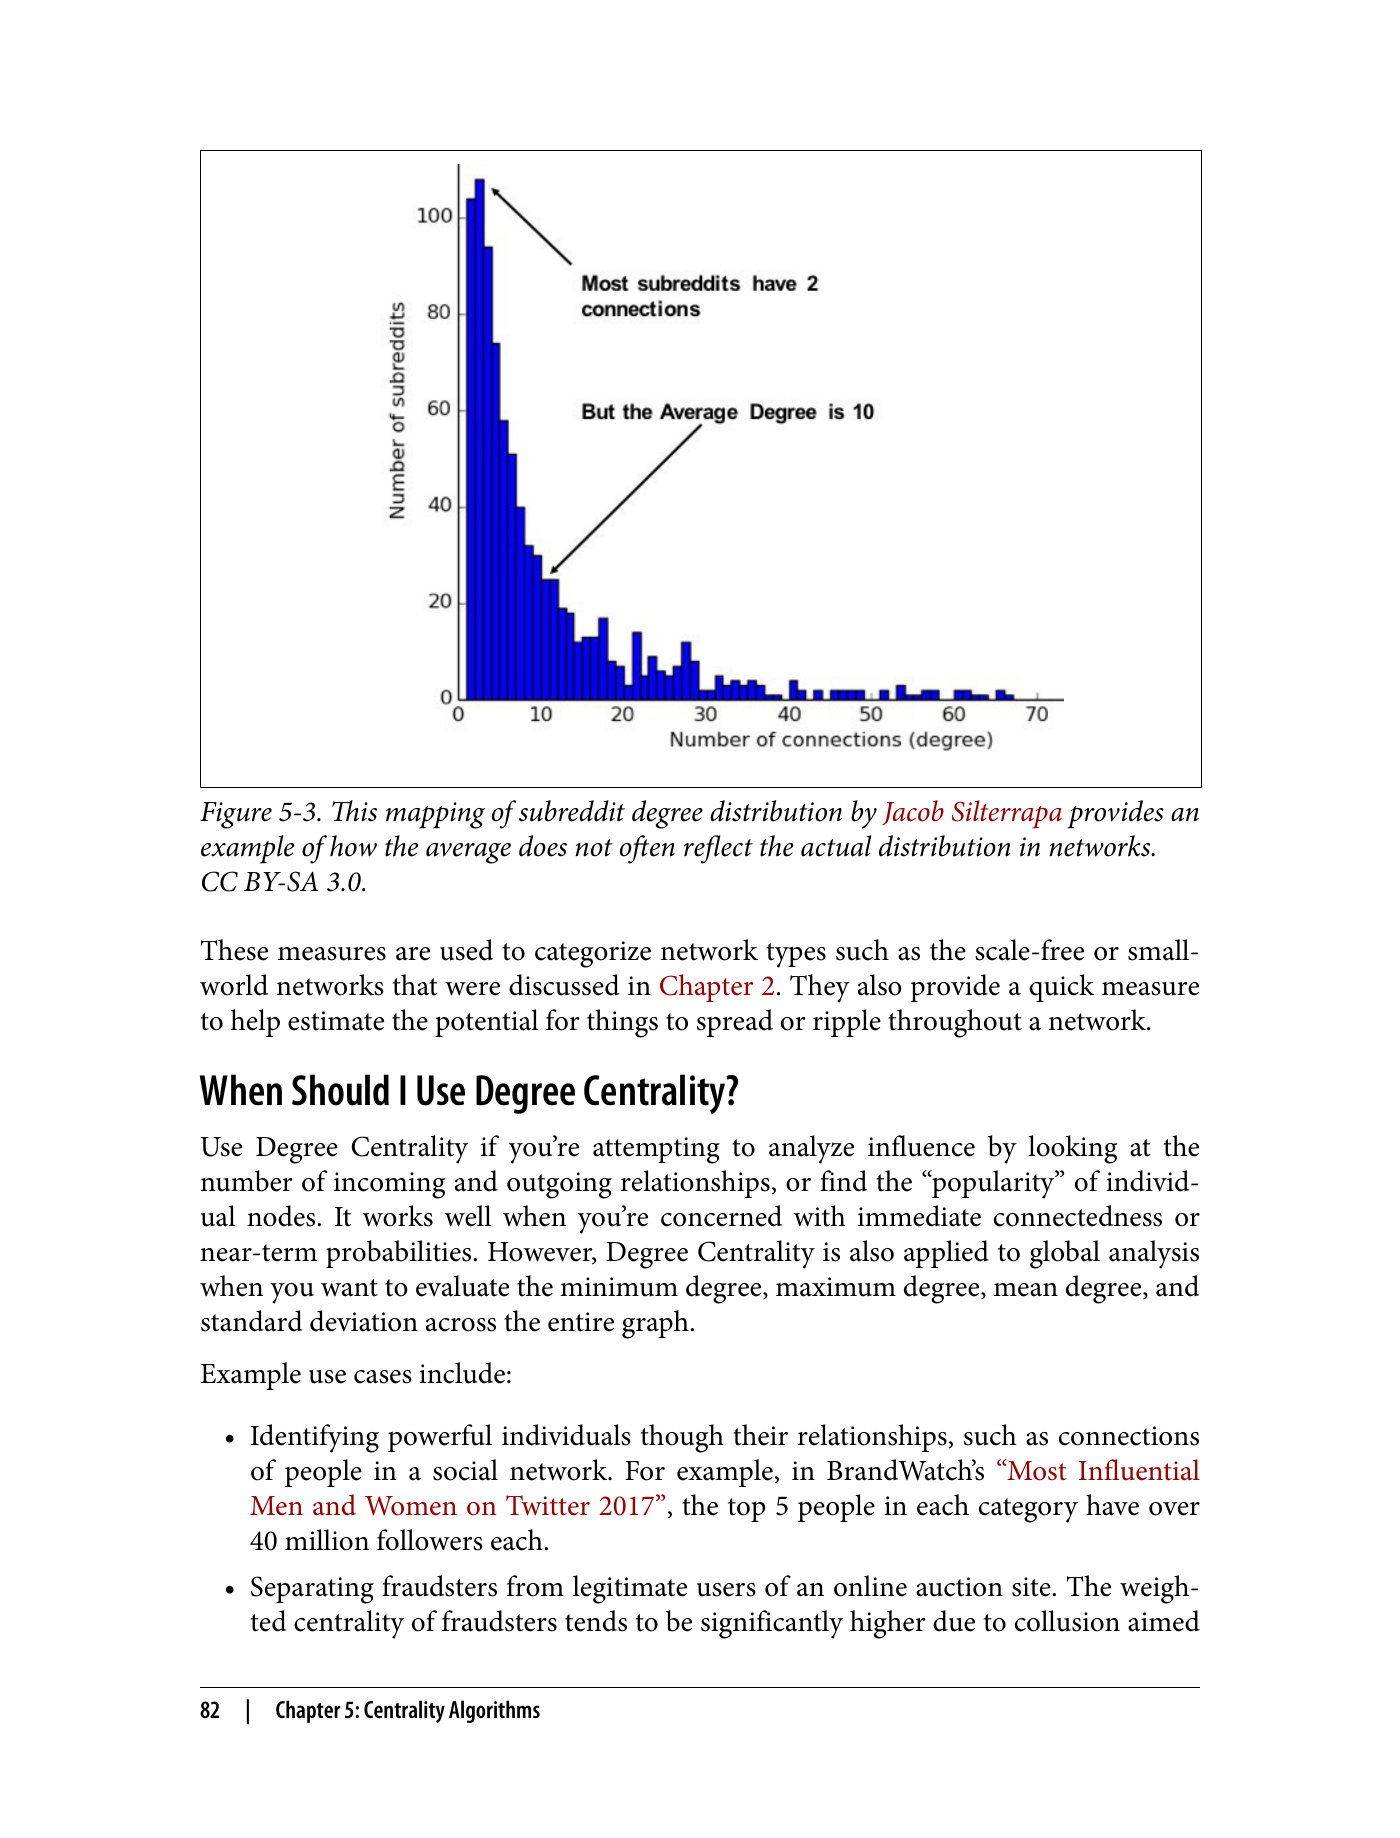 100
Most subreddits have 2
connections
80
Number of subreddits
60
But the Average Degree is 10
40
20
0
0 10 20 30 40 50 60 70
Number of connections (degree)
Figure 5-3. This mapping of subreddit degree distribution by Jacob Silterrapa provides an
example of how the average does not often reflect the actual distribution in networks.
CC BY-SA 3.0.
These measures are used to categorize network types such as the scale-free or small-
world networks that were discussed in Chapter 2. They also provide a quick measure
to help estimate the potential for things to spread or ripple throughout a network.
When Should I Use Degree Centrality?
Use Degree Centrality if you’re attempting to analyze influence by looking at the
number of incoming and outgoing relationships, or find the “popularity” of individ-
ual nodes. It works well when you’re concerned with immediate connectedness or
near-term probabilities. However, Degree Centrality is also applied to global analysis
when you want to evaluate the minimum degree, maximum degree, mean degree, and
standard deviation across the entire graph.
Example use cases include:
• Identifying powerful individuals though their relationships, such as connections
of people in a social network. For example, in BrandWatch’s “Most Influential
Men and Women on Twitter 2017”, the top 5 people in each category have over
40 million followers each.
• Separating fraudsters from legitimate users of an online auction site. The weigh-
ted centrality of fraudsters tends to be significantly higher due to collusion aimed
82 | Chapter 5: Centrality Algorithms